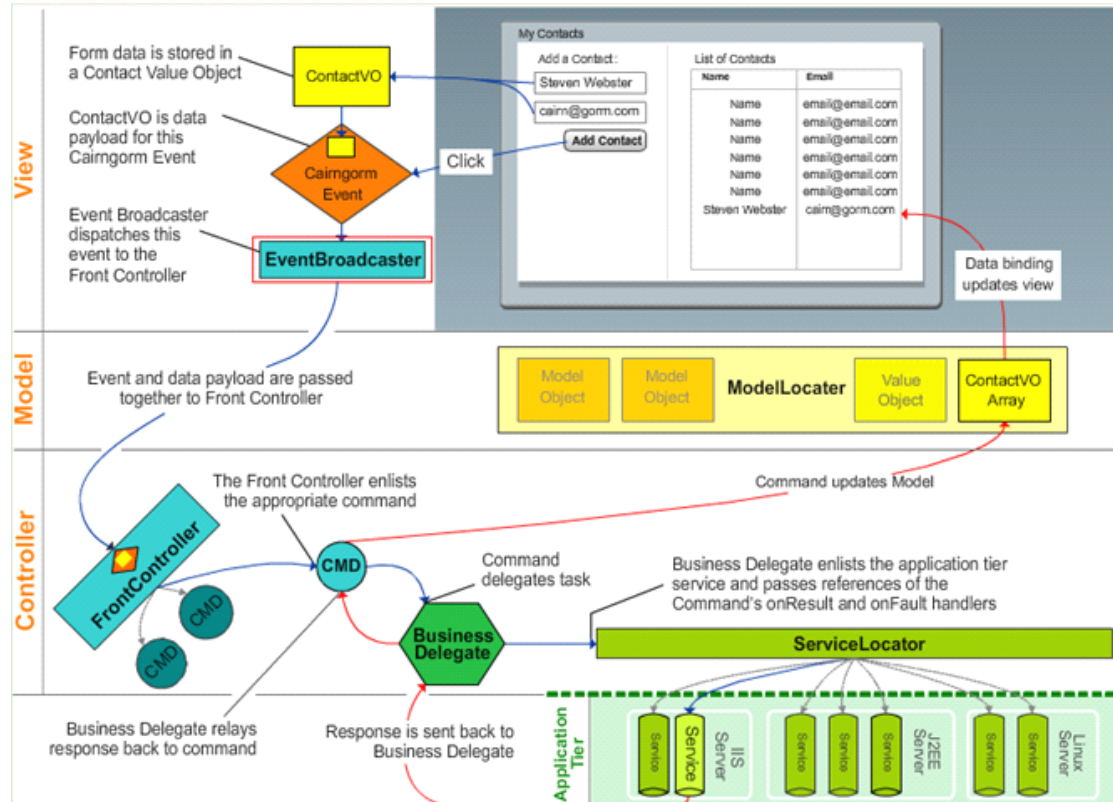 View
Form data is stored in
a Contact Value Object
ContactVO
ContactVO is data
payload for this
Cairngorm Event
Cairngorm
Event
Event Broadcaster
dispatches this
event to the
Front Controller
EventBroadcaster
Click
My Contacts
Add a Contact:
Steven Webster
cairn@gorm.com
Add Contact
List of Contacts
Name Email
Name email@email.com
Name email@email.com
Name email@email.com
Name email@email.com
Name email@email.com
Name email@email.com
Steven Webster cairn@gorm.com
Data binding
updates view
Model
Event and data payload are passed
together to Front Controller
Model
Object
Model
Object
ModelLocater
Value
Object
ContactVO
Array
Controller
The Front Controller enlists
the appropriate command
Command updates Model
FrontController
CMD
CMD
CMD
Command
delegates task
Business Delegate enlists the application tier
service and passes references of the
Command's onResult and onFault handlers
Business
Delegate
ServiceLocator
Business Delegate relays
response back to command
Response is sent back to
Business Delegate
Application
Tier
Service
Service
IIS
Server
Service
Service
Service
J2EE
Server
Service
Service
Linux
Server